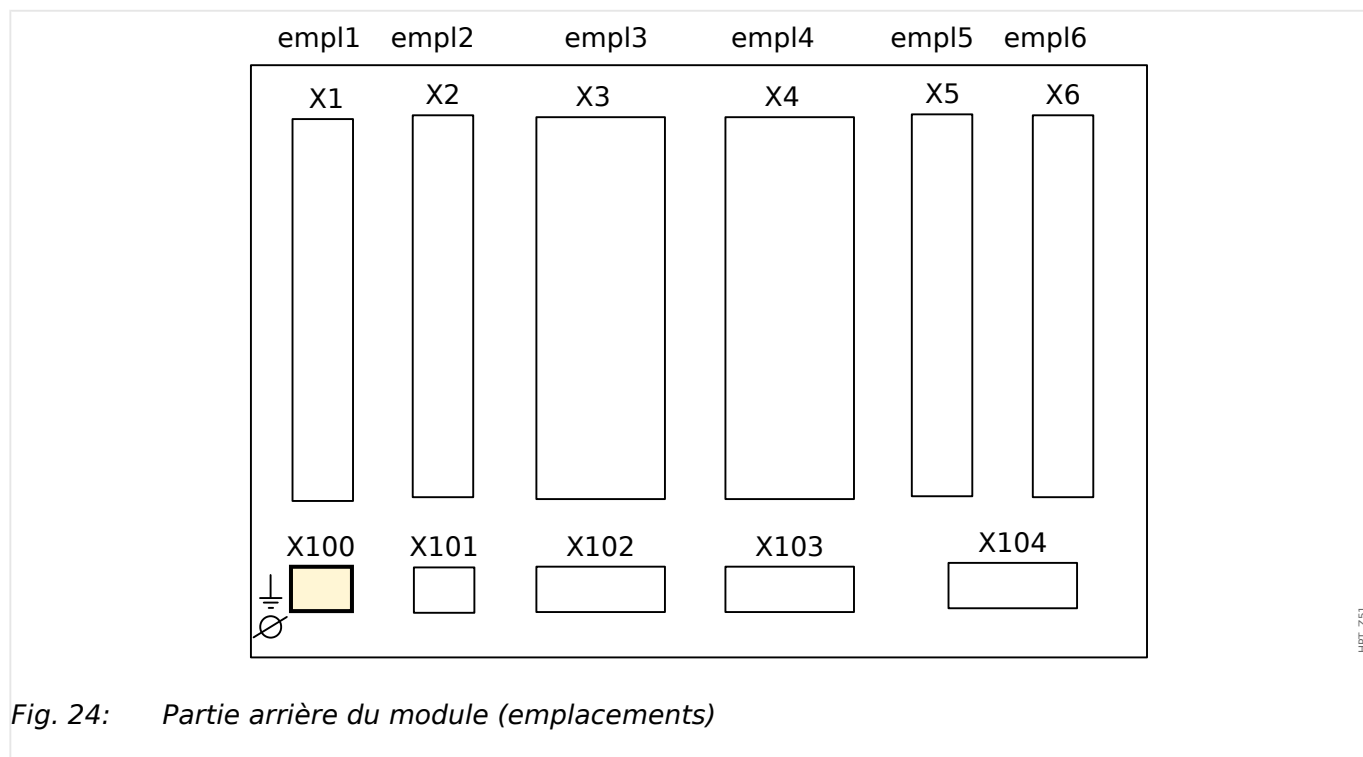 empl1 empl2 empl3 empl4 empl5 empl6
X1 X2 X3 X4 X5 X6
X100 X101 X102 X103 X104
Fig. 24: Partie arrière du module (emplacements)